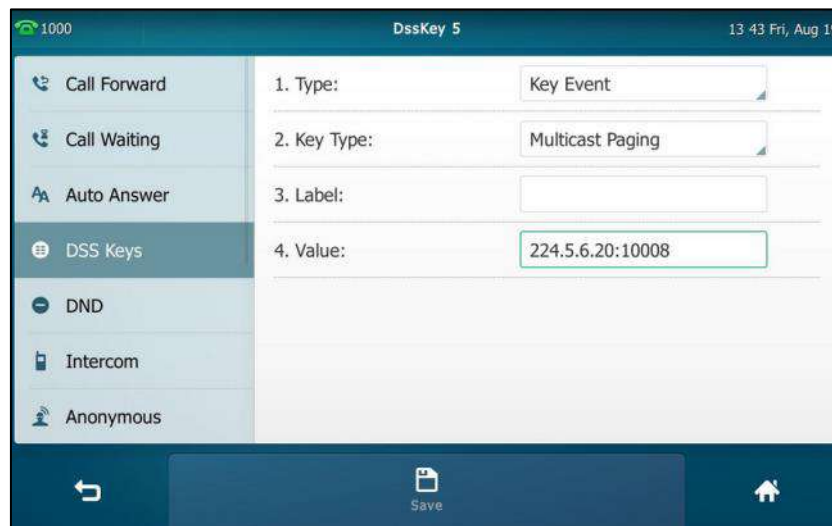 1000 DssKey 5 13 43 Fri, Aug 19
Call Forward
Call Waiting
Auto Answer
DSS Keys
DND
Intercom
Anonymous
1. Type: Key Event
2. Key Type: Multicast Paging
3. Label:
4. Value: 224.5.6.20:10008
Save